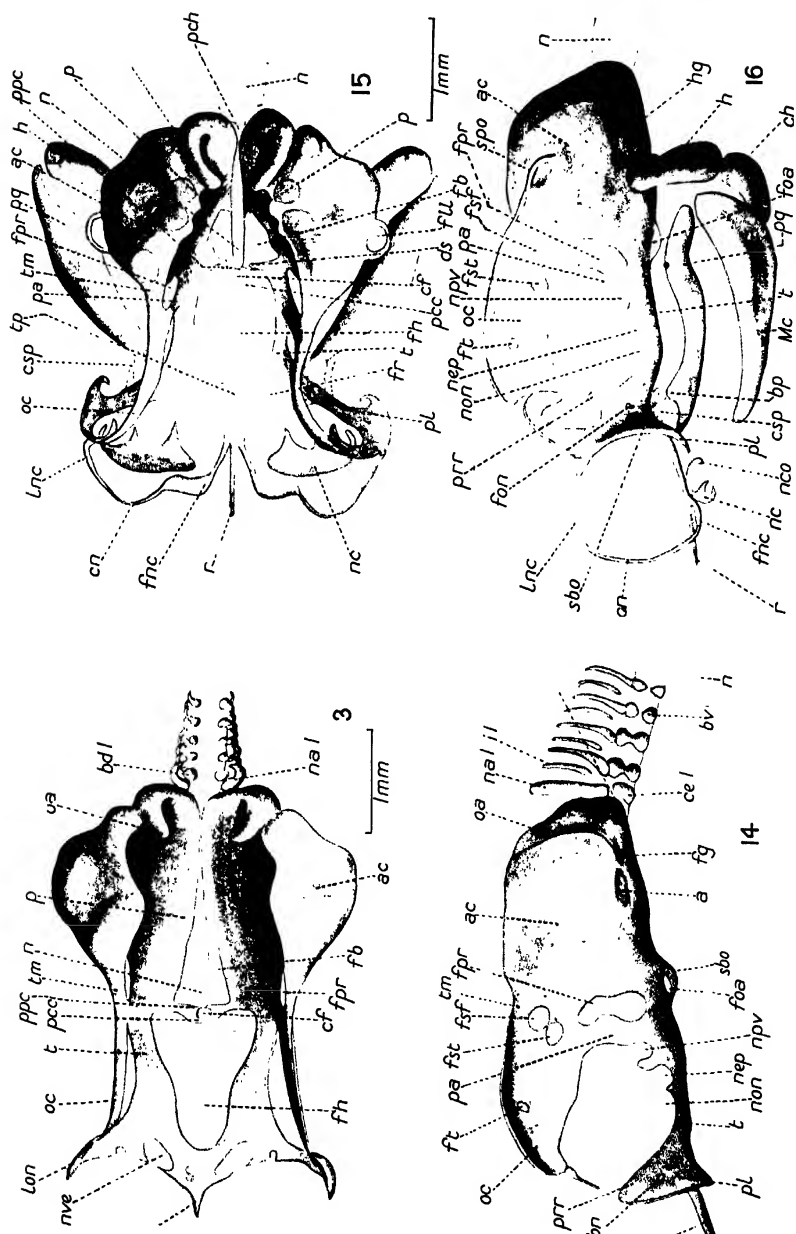 oc
csp
tp
pa
tm
fpr
pq
ac
h
n
ppc
p
pch
n
15
1mm
Lnc
cn
fnc
r
nc
pl
fr
t
fh
pcc
cf
ds
fll
fb
p
n
16
ac
spo
fpr
fsf
pa
fst
npv
oc
ft
nep
non
prr
fon
Lnc
sbo
r
fnc
nc
nco
pl
csp
bp
Mc
t
pq
foa
ch
h
hg
3
1mm
bdl
p
n
tm
ppc
pcc
t
oc
nve
fh
cf
fpr
fb
ac
nal
14
il
nal
oa
ac
fpr
tm
fsf
fst
pa
ft
oc
prr
pl
t
non
nep
npv
foa
sbo
a
fg
cel
bv
n